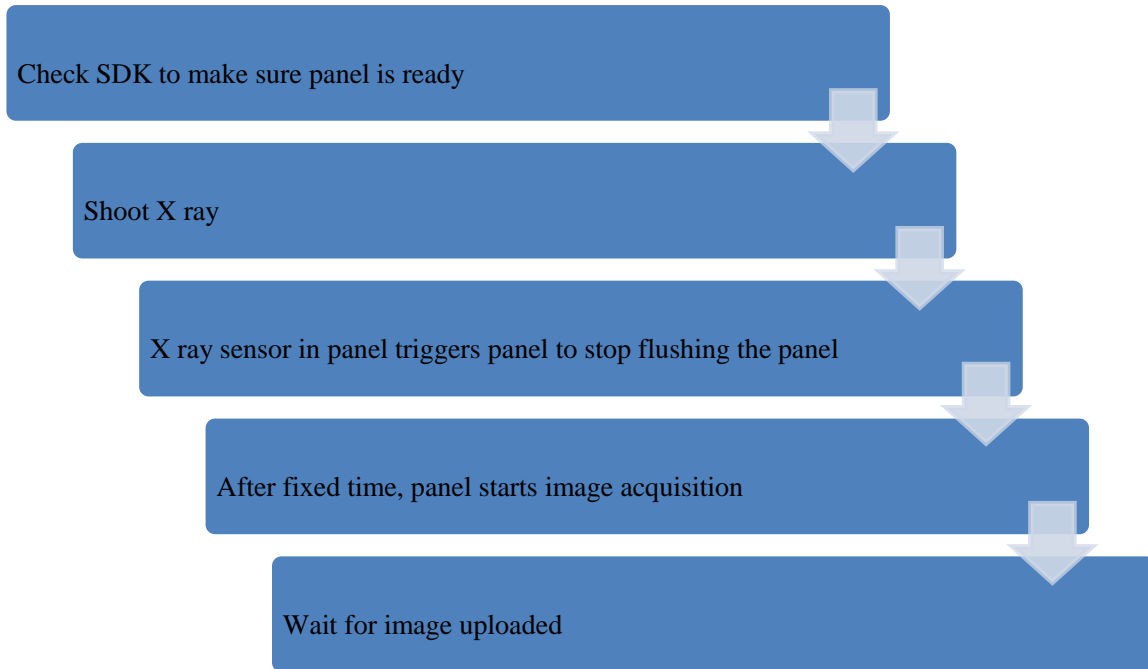 Check SDK to make sure panel is ready
Shoot X ray
X ray sensor in panel triggers panel to stop flushing the panel
After fixed time, panel starts image acquisition
Wait for image uploaded